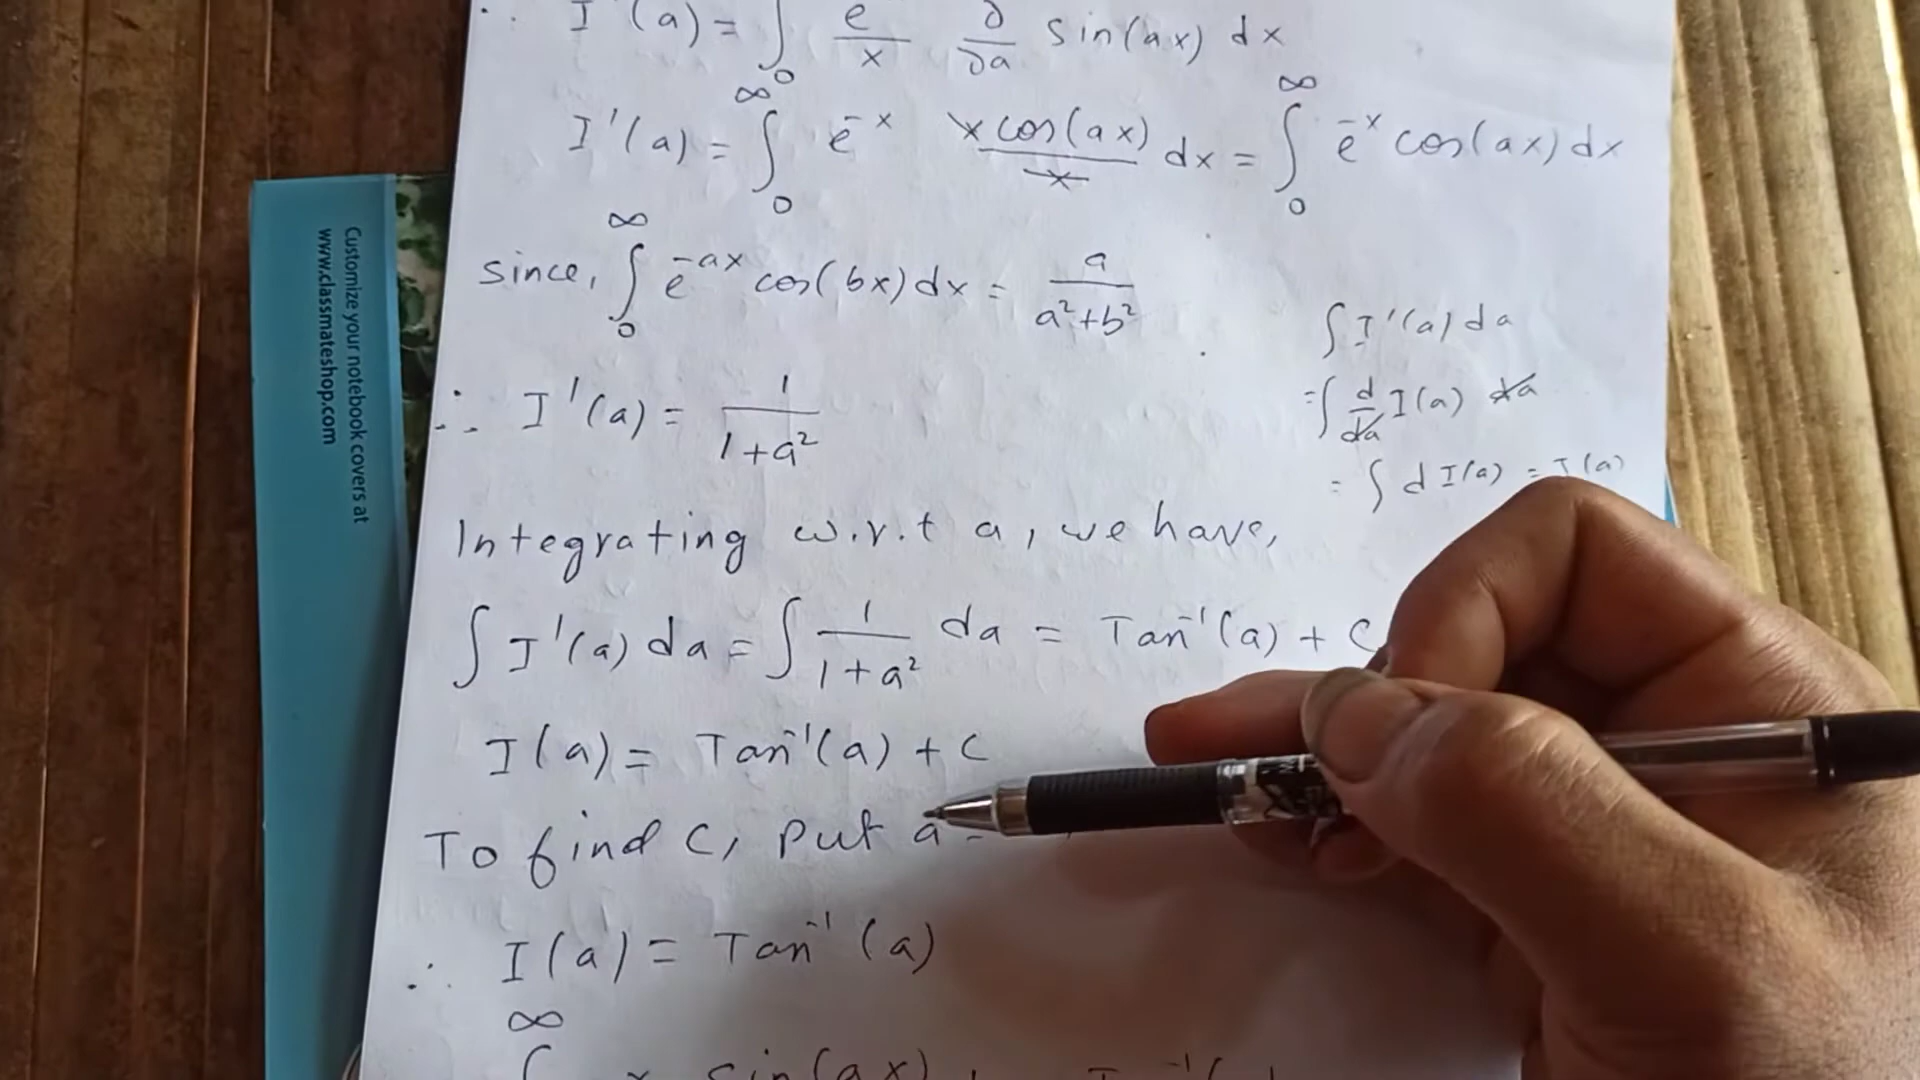 ∴ I'(a) = ∫₀ e/x ∂/∂a sin(ax) dx
I'(a) = ∫₀^∞ e^-x x cos(ax)/x dx = ∫₀^∞ e^-x cos(ax) dx
since, ∫₀^∞ e^-ax cos(bx) dx = a/(a²+b²)
∴ I'(a) = 1/(1+a²)
∫ I'(a) da
= ∫ d/da I(a) da
= ∫ d I(a) = I(a)
Integrating w.r.t a, we have,
∫ I'(a) da = ∫ 1/(1+a²) da = Tan⁻¹(a) + C
I(a) = Tan⁻¹(a) + C
To find C, put a =
∴ I(a) = Tan⁻¹(a)
∞
∫ x sin(ax)
Customize your notebook covers at
www.classmateshop.com